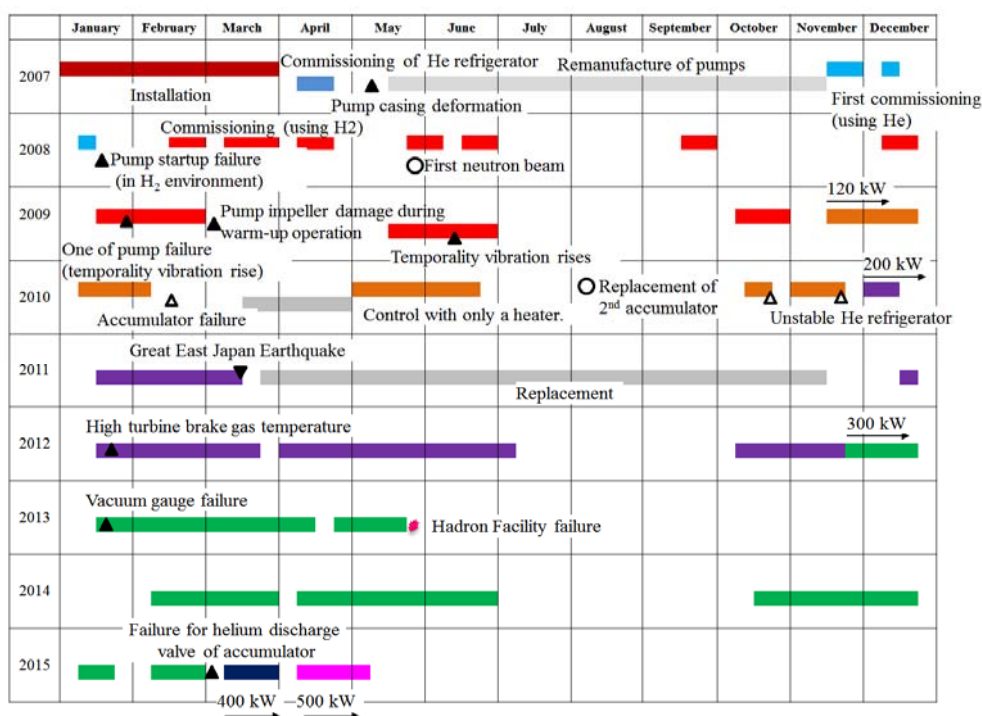 January February March April May June July August September October November December
2007
Commissioning of He refrigerator
Remanufacture of pumps
Installation
Pump casing deformation
First commissioning
(using He)
2008
Commissioning (using H2)
Pump startup failure
(in H₂ environment)
First neutron beam
2009
120 kW
Pump impeller damage during
warm-up operation
One of pump failure
(temporality vibration rise)
Temporality vibration rises
2010
200 kW
Replacement of
2nd accumulator
Accumulator failure
Control with only a heater.
Unstable He refrigerator
2011
Great East Japan Earthquake
Replacement
2012
High turbine brake gas temperature
300 kW
2013
Vacuum gauge failure
Hadron Facility failure
2014
2015
Failure for helium discharge
valve of accumulator
400 kW
500 kW